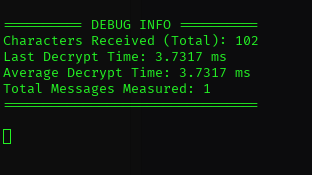 ========== DEBUG INFO ==========
Characters Received (Total): 102
Last Decrypt Time: 3.7317 ms
Average Decrypt Time: 3.7317 ms
Total Messages Measured: 1
================================